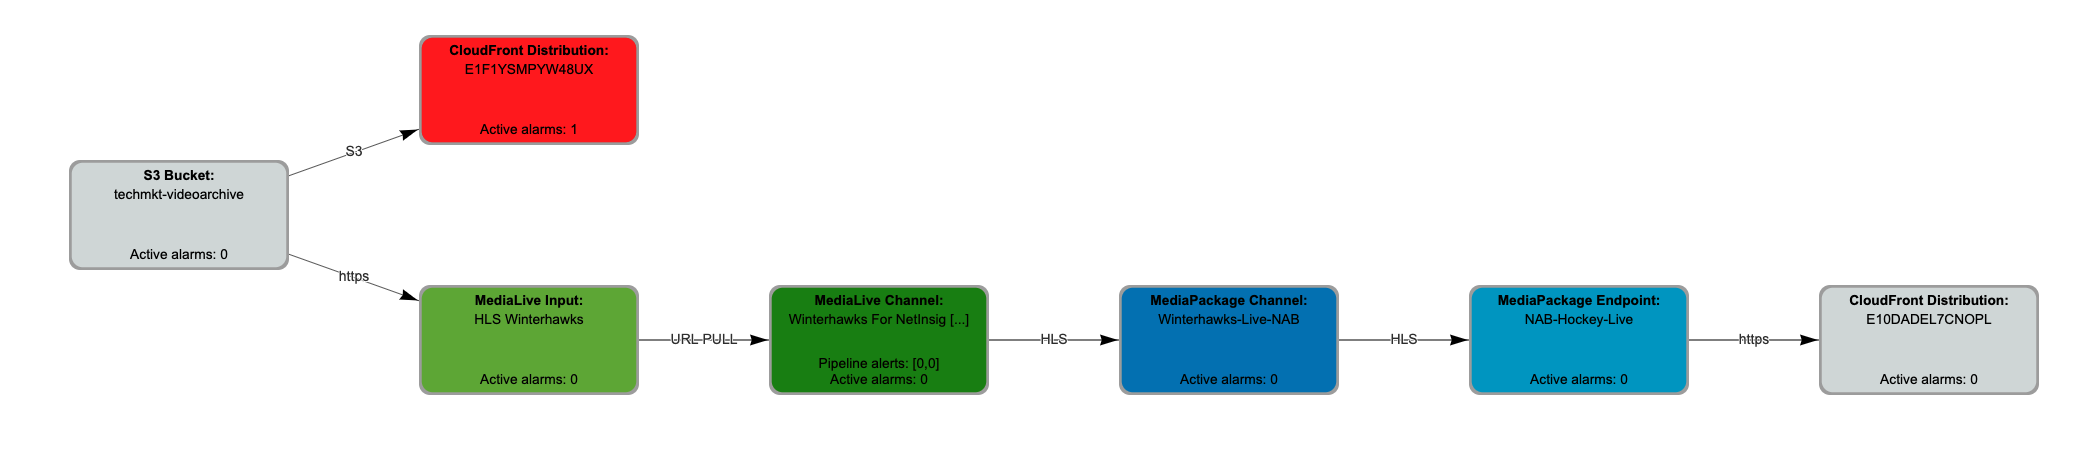 CloudFront Distribution:
E1F1YSMPYW48UX
Active alarms: 1
S3
S3 Bucket:
techmkt-videoarchive
Active alarms: 0
https
MediaLive Input:
HLS Winterhawks
Active alarms: 0
URL PULL
MediaLive Channel:
Winterhawks For NetInsig [...]
Pipeline alerts: [0,0]
Active alarms: 0
HLS
MediaPackage Channel:
Winterhawks-Live-NAB
Active alarms: 0
HLS
MediaPackage Endpoint:
NAB-Hockey-Live
Active alarms: 0
https
CloudFront Distribution:
E10DADEL7CNOPL
Active alarms: 0